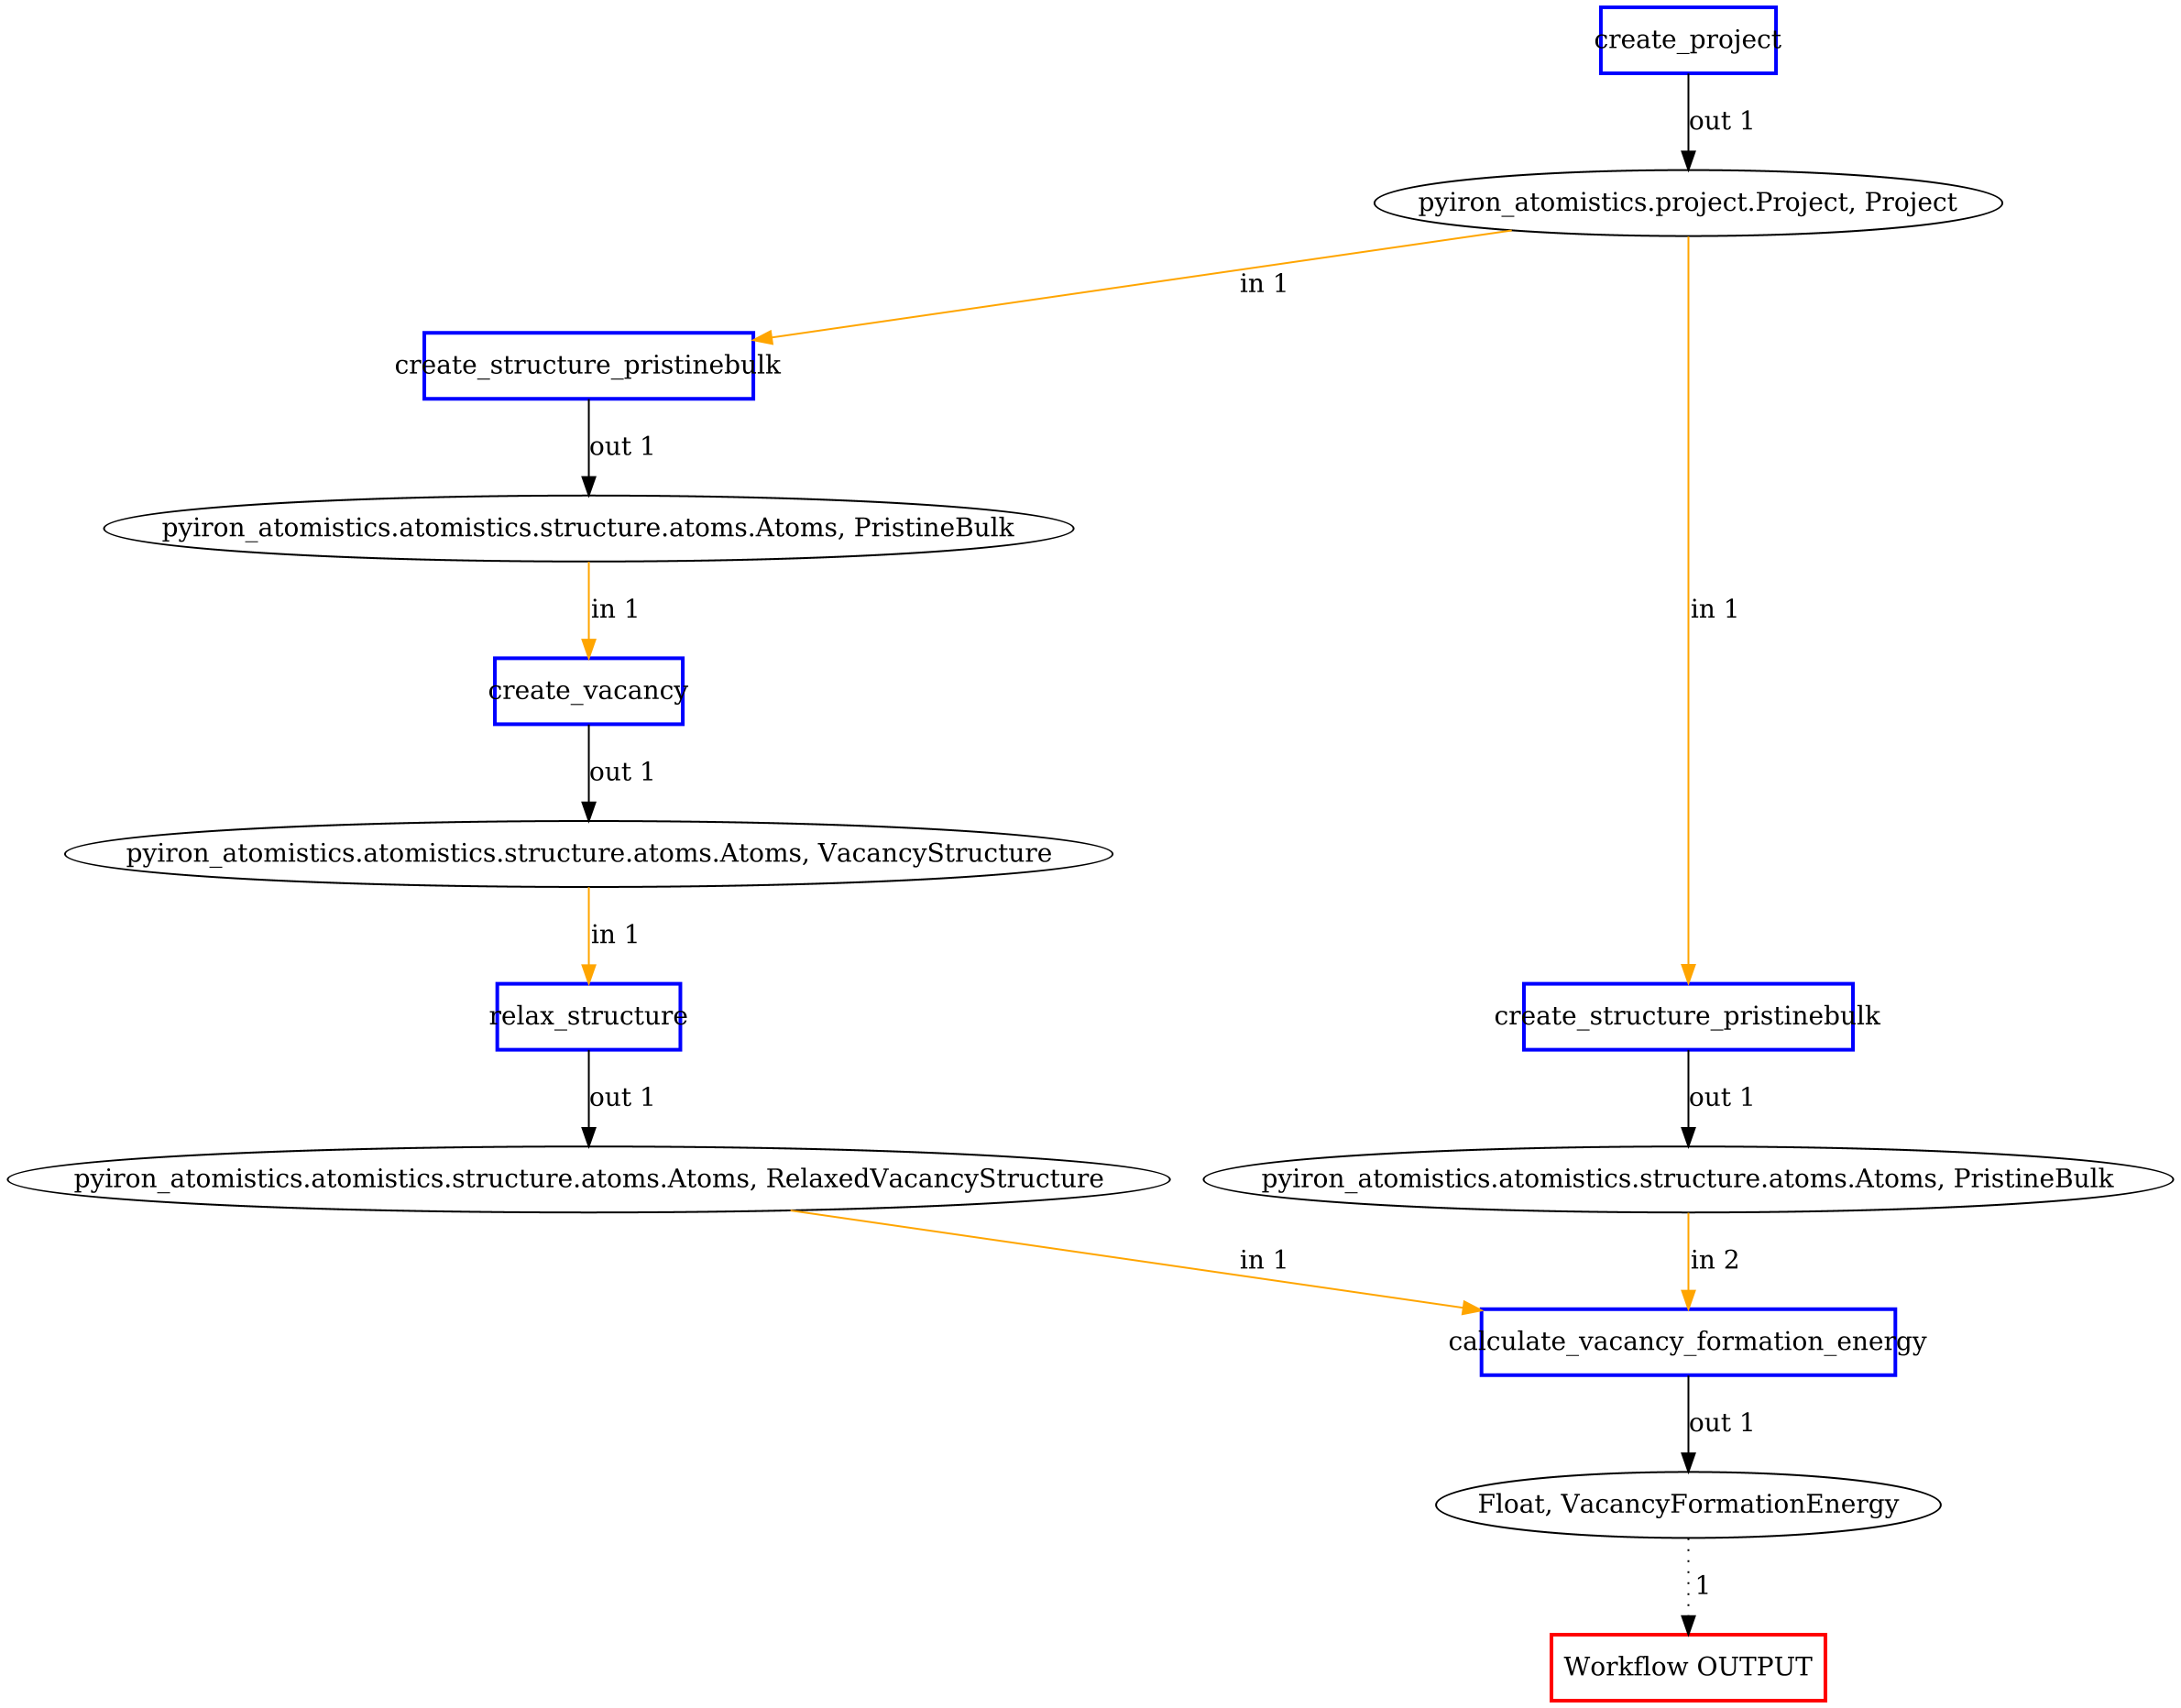 create_project
out 1
pyiron_atomistics.project.Project, Project
in 1
create_structure_pristinebulk
out 1
pyiron_atomistics.atomistics.structure.atoms.Atoms, PristineBulk
in 1
in 1
create_vacancy
out 1
pyiron_atomistics.atomistics.structure.atoms.Atoms, VacancyStructure
in 1
relax_structure
create_structure_pristinebulk
out 1
out 1
pyiron_atomistics.atomistics.structure.atoms.Atoms, RelaxedVacancyStructure
pyiron_atomistics.atomistics.structure.atoms.Atoms, PristineBulk
in 1
in 2
calculate_vacancy_formation_energy
out 1
Float, VacancyFormationEnergy
1
Workflow OUTPUT